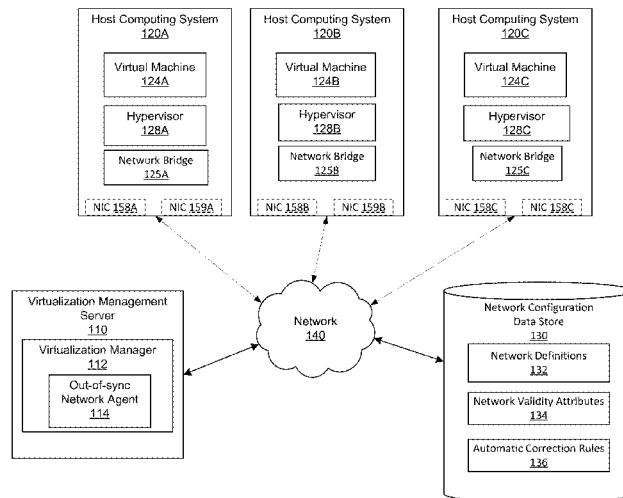 Host Computing System
120A
Virtual Machine
124A
Hypervisor
128A
Network Bridge
125A
NIC 158A
NIC 159A
Host Computing System
120B
Virtual Machine
124B
Hypervisor
128B
Network Bridge
125B
NIC 158B
NIC 159B
Host Computing System
120C
Virtual Machine
124C
Hypervisor
128C
Network Bridge
125C
NIC 158C
NIC 158C
Virtualization Management
Server
110
Virtualization Manager
112
Out-of-sync
Network Agent
114
Network
140
Network Configuration
Data Store
130
Network Definitions
132
Network Validity Attributes
134
Automatic Correction Rules
136